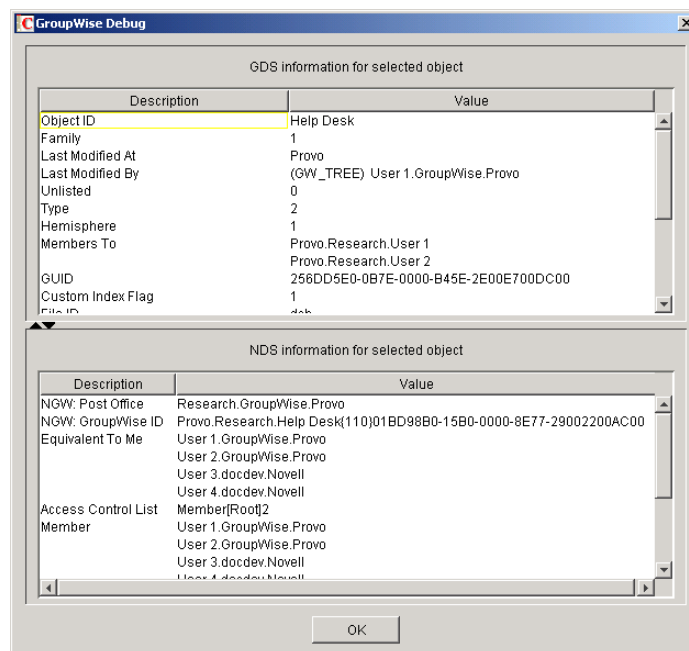 GroupWise Debug
GDS information for selected object
Description Value
Object ID Help Desk
Family 1
Last Modified At Provo
Last Modified By (GW_TREE) User 1.GroupWise.Provo
Unlisted 0
Type 2
Hemisphere 1
Members To Provo.Research.User 1
Provo.Research.User 2
GUID 256DD5E0-0B7E-0000-B45E-2E00E700DC00
Custom Index Flag 1
File ID
NDS information for selected object
Description Value
NGW: Post Office Research.GroupWise.Provo
NGW: GroupWise ID Provo.Research.Help Desk{110}01BD98B0-15B0-0000-8E77-29002200AC00
Equivalent To Me User 1.GroupWise.Provo
User 2.GroupWise.Provo
User 3.docdev.Novell
User 4.docdev.Novell
Access Control List Member[Root]2
Member User 1.GroupWise.Provo
User 2.GroupWise.Provo
User 3.docdev.Novell
User 4.docdev.Novell
OK